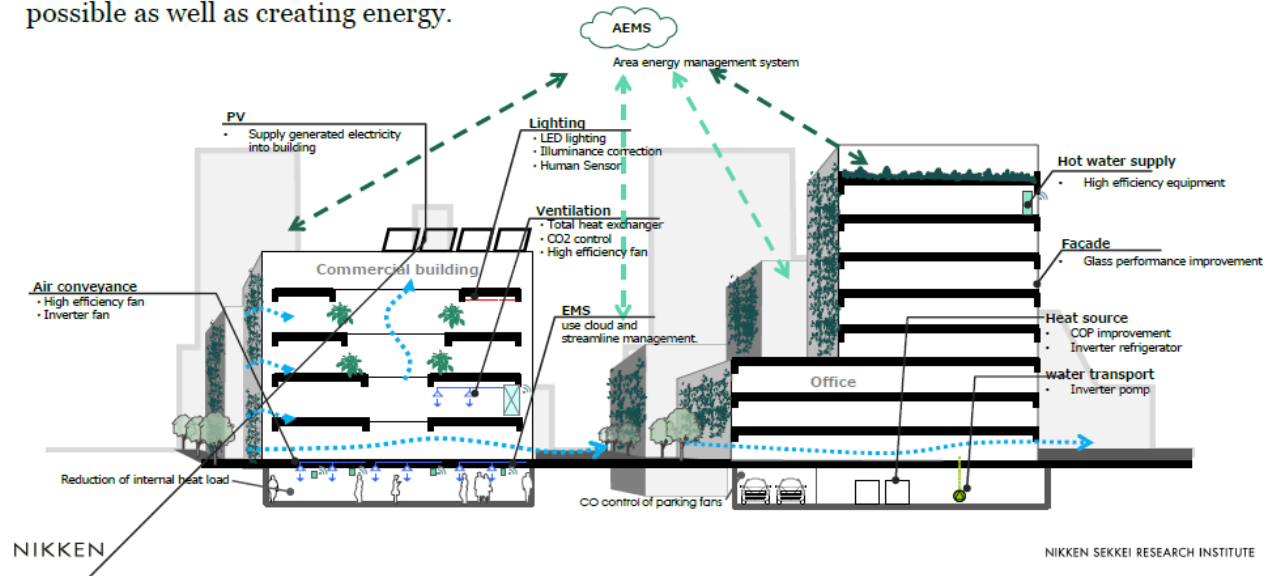 possible as well as creating energy.
AEMS
Area energy management system
PV
• Supply generated electricity
into building
Lighting
・LED lighting
・Illuminance correction
・Human Sensor
Hot water supply
• High efficiency equipment
Ventilation
・Total heat exchanger
・CO2 control
・High efficiency fan
Façade
• Glass performance improvement
Commercial building
Air conveyance
・High efficiency fan
・Inverter fan
EMS
use cloud and
streamline management.
Heat source
• COP improvement
• Inverter refrigerator
water transport
• Inverter pomp
Office
Reduction of internal heat load
CO control of parking fans
NIKKEN
NIKKEN SEKKEI RESEARCH INSTITUTE